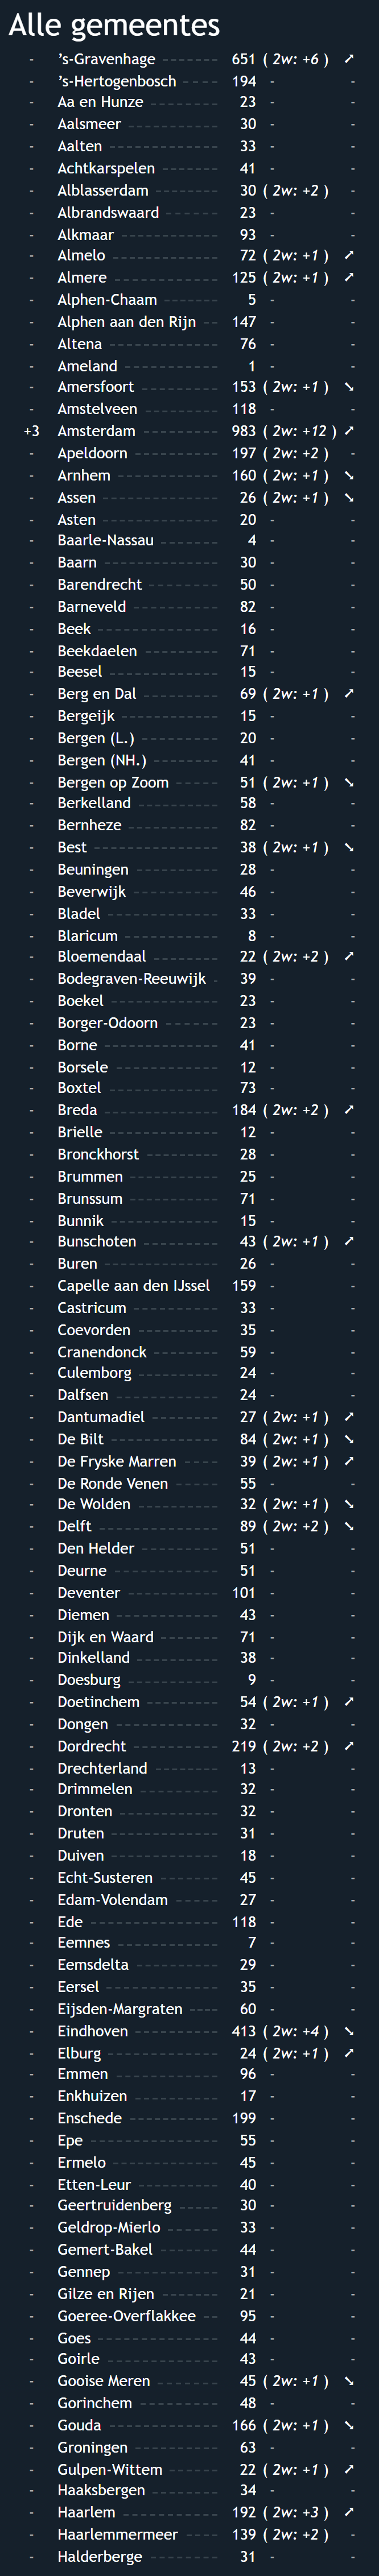 Alle gemeentes
- ’s-Gravenhage 651 ( 2w: +6 ) ➚
- ’s-Hertogenbosch 194 - -
- Aa en Hunze 23 - -
- Aalsmeer 30 - -
- Aalten 33 - -
- Achtkarspelen 41 - -
- Alblasserdam 30 ( 2w: +2 ) -
- Albrandswaard 23 - -
- Alkmaar 93 - -
- Almelo 72 ( 2w: +1 ) ➚
- Almere 125 ( 2w: +1 ) ➚
- Alphen-Chaam 5 - -
- Alphen aan den Rijn 147 - -
- Altena 76 - -
- Ameland 1 - -
- Amersfoort 153 ( 2w: +1 ) ➘
- Amstelveen 118 - -
+3 Amsterdam 983 ( 2w: +12 ) ➚
- Apeldoorn 197 ( 2w: +2 ) -
- Arnhem 160 ( 2w: +1 ) ➘
- Assen 26 ( 2w: +1 ) ➘
- Asten 20 - -
- Baarle-Nassau 4 - -
- Baarn 30 - -
- Barendrecht 50 - -
- Barneveld 82 - -
- Beek 16 - -
- Beekdaelen 71 - -
- Beesel 15 - -
- Berg en Dal 69 ( 2w: +1 ) ➚
- Bergeijk 15 - -
- Bergen (L.) 20 - -
- Bergen (NH.) 41 - -
- Bergen op Zoom 51 ( 2w: +1 ) ➘
- Berkelland 58 - -
- Bernheze 82 - -
- Best 38 ( 2w: +1 ) ➘
- Beuningen 28 - -
- Beverwijk 46 - -
- Bladel 33 - -
- Blaricum 8 - -
- Bloemendaal 22 ( 2w: +2 ) ➚
- Bodegraven-Reeuwijk 39 - -
- Boekel 23 - -
- Borger-Odoorn 23 - -
- Borne 41 - -
- Borsele 12 - -
- Boxtel 73 - -
- Breda 184 ( 2w: +2 ) ➚
- Brielle 12 - -
- Bronckhorst 28 - -
- Brummen 25 - -
- Brunssum 71 - -
- Bunnik 15 - -
- Bunschoten 43 ( 2w: +1 ) ➚
- Buren 26 - -
- Capelle aan den IJssel 159 - -
- Castricum 33 - -
- Coevorden 35 - -
- Cranendonck 59 - -
- Culemborg 24 - -
- Dalfsen 24 - -
- Dantumadiel 27 ( 2w: +1 ) ➚
- De Bilt 84 ( 2w: +1 ) ➘
- De Fryske Marren 39 ( 2w: +1 ) ➚
- De Ronde Venen 55 - -
- De Wolden 32 ( 2w: +1 ) ➘
- Delft 89 ( 2w: +2 ) ➘
- Den Helder 51 - -
- Deurne 51 - -
- Deventer 101 - -
- Diemen 43 - -
- Dijk en Waard 71 - -
- Dinkelland 38 - -
- Doesburg 9 - -
- Doetinchem 54 ( 2w: +1 ) ➚
- Dongen 32 - -
- Dordrecht 219 ( 2w: +2 ) ➚
- Drechterland 13 - -
- Drimmelen 32 - -
- Dronten 32 - -
- Druten 31 - -
- Duiven 18 - -
- Echt-Susteren 45 - -
- Edam-Volendam 27 - -
- Ede 118 - -
- Eemnes 7 - -
- Eemsdelta 29 - -
- Eersel 35 - -
- Eijsden-Margraten 60 - -
- Eindhoven 413 ( 2w: +4 ) ➘
- Elburg 24 ( 2w: +1 ) ➚
- Emmen 96 - -
- Enkhuizen 17 - -
- Enschede 199 - -
- Epe 55 - -
- Ermelo 45 - -
- Etten-Leur 40 - -
- Geertruidenberg 30 - -
- Geldrop-Mierlo 33 - -
- Gemert-Bakel 44 - -
- Gennep 31 - -
- Gilze en Rijen 21 - -
- Goeree-Overflakkee 95 - -
- Goes 44 - -
- Goirle 43 - -
- Gooise Meren 45 ( 2w: +1 ) ➘
- Gorinchem 48 - -
- Gouda 166 ( 2w: +1 ) ➘
- Groningen 63 - -
- Gulpen-Wittem 22 ( 2w: +1 ) ➚
- Haaksbergen 34 - -
- Haarlem 192 ( 2w: +3 ) ➚
- Haarlemmermeer 139 ( 2w: +2 ) -
- Halderberge 31 - -